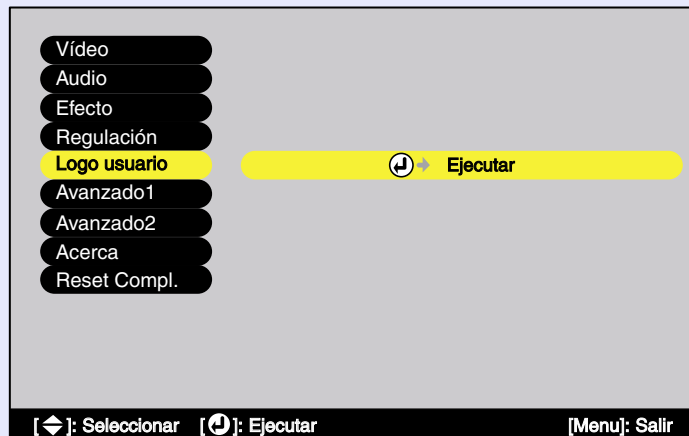 Vídeo
Audio
Efecto
Regulación
Logo usuario
Ejecutar
Avanzado1
Avanzado2
Acerca
Reset Compl.
[ ]: Seleccionar [ ]: Ejecutar [Menu]: Salir